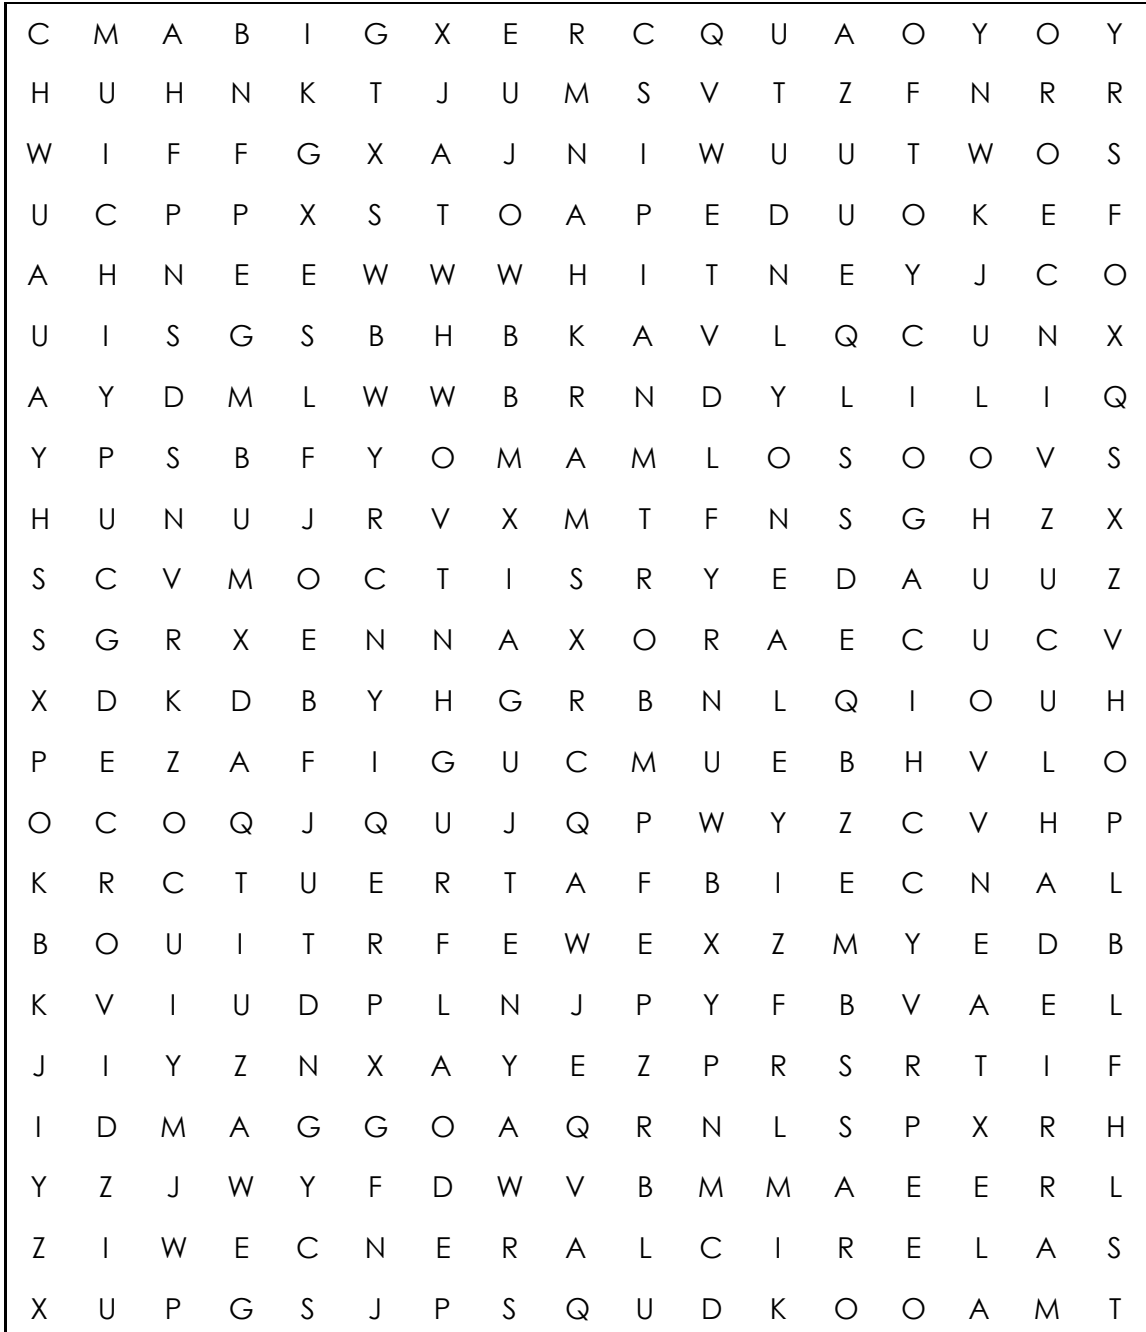 C M A B I G X E R C Q U A O Y O Y
H U H N K T J U M S V T Z F N R R
W I F F G X A J N I W U U T W O S
U C P P X S T O A P E D U O K E F
A H N E E W W W H I T N E Y J C O
U I S G S B H B K A V L Q C U N X
A Y D M L W W B R N D Y L I L I Q
Y P S B F Y O M A M L O S O O V S
H U N U J R V X M T F N S G H Z X
S C V M O C T I S R Y E D A U U Z
S G R X E N N A X O R A E C U C V
X D K D B Y H G R B N L Q I O U H
P E Z A F I G U C M U E B H V L O
O C O Q J Q U J Q P W Y Z C V H P
K R C T U E R T A F B I E C N A L
B O U I T R F E W E X Z M Y E D B
K V I U D P L N J P Y F B V A E L
J I Y Z N X A Y E Z P R S R T I F
I D M A G G O A Q R N L S P X R H
Y Z J W Y F D W V B M M A E E R L
Z I W E C N E R A L C I R E L A S
X U P G S J P S Q U D K O O A M T